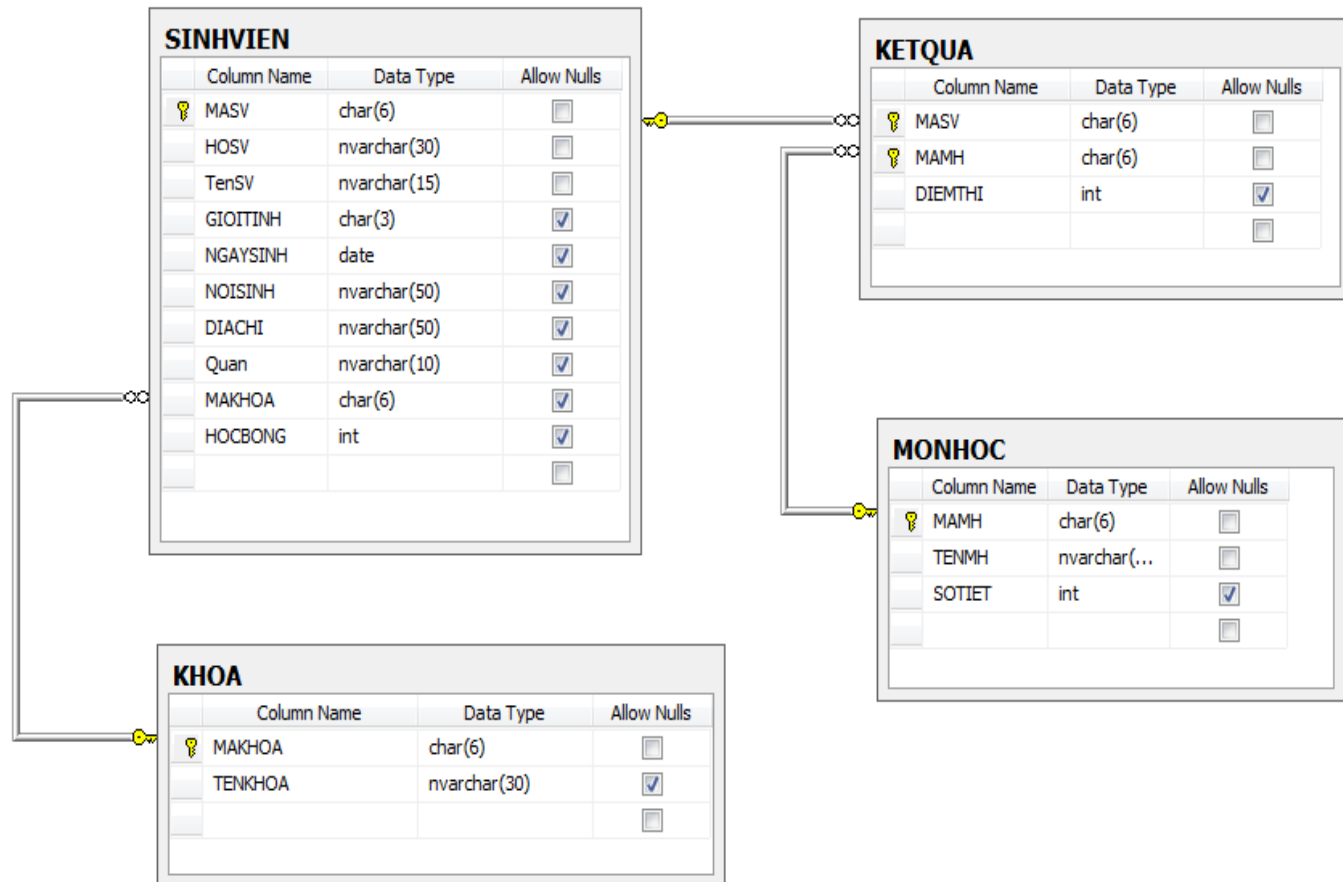 SINHVIEN
Column Name Data Type Allow Nulls
MASV char(6)
HOSV nvarchar(30)
TenSV nvarchar(15)
GIOITINH char(3)
NGAYSINH date
NOISINH nvarchar(50)
DIACHI nvarchar(50)
Quan nvarchar(10)
MAKHOA char(6)
HOCBONG int
KETQUA
Column Name Data Type Allow Nulls
MASV char(6)
MAMH char(6)
DIEMTHI int
MONHOC
Column Name Data Type Allow Nulls
MAMH char(6)
TENMH nvarchar(...
SOTIET int
KHOA
Column Name Data Type Allow Nulls
MAKHOA char(6)
TENKHOA nvarchar(30)